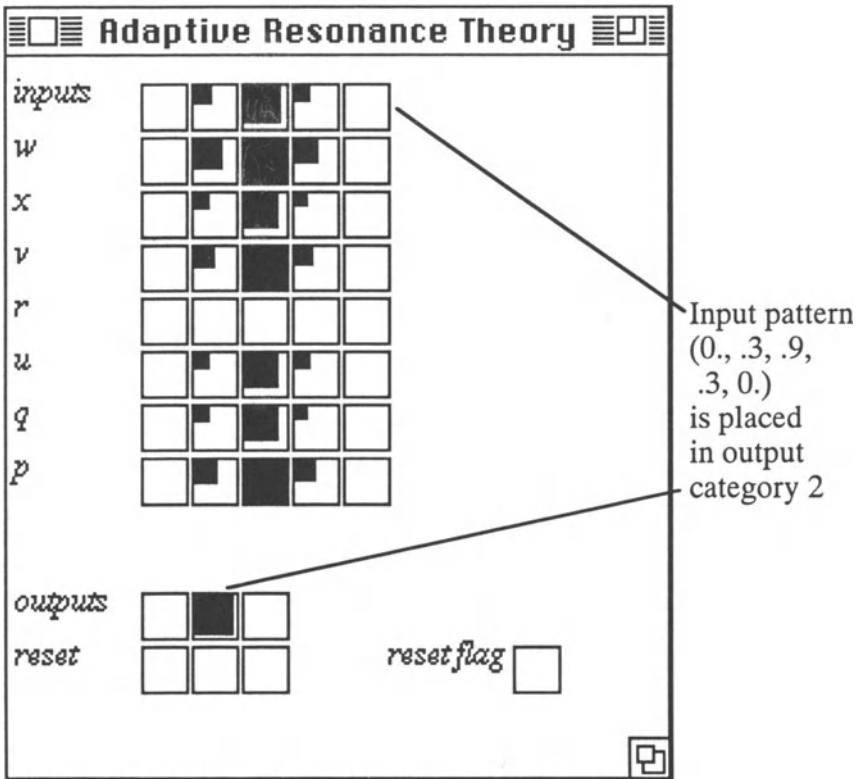 Adaptive Resonance Theory
inputs
w
x
v
r
u
q
p
Input pattern
(0., .3, .9,
.3, 0.)
is placed
in output
category 2
outputs
reset
reset flag